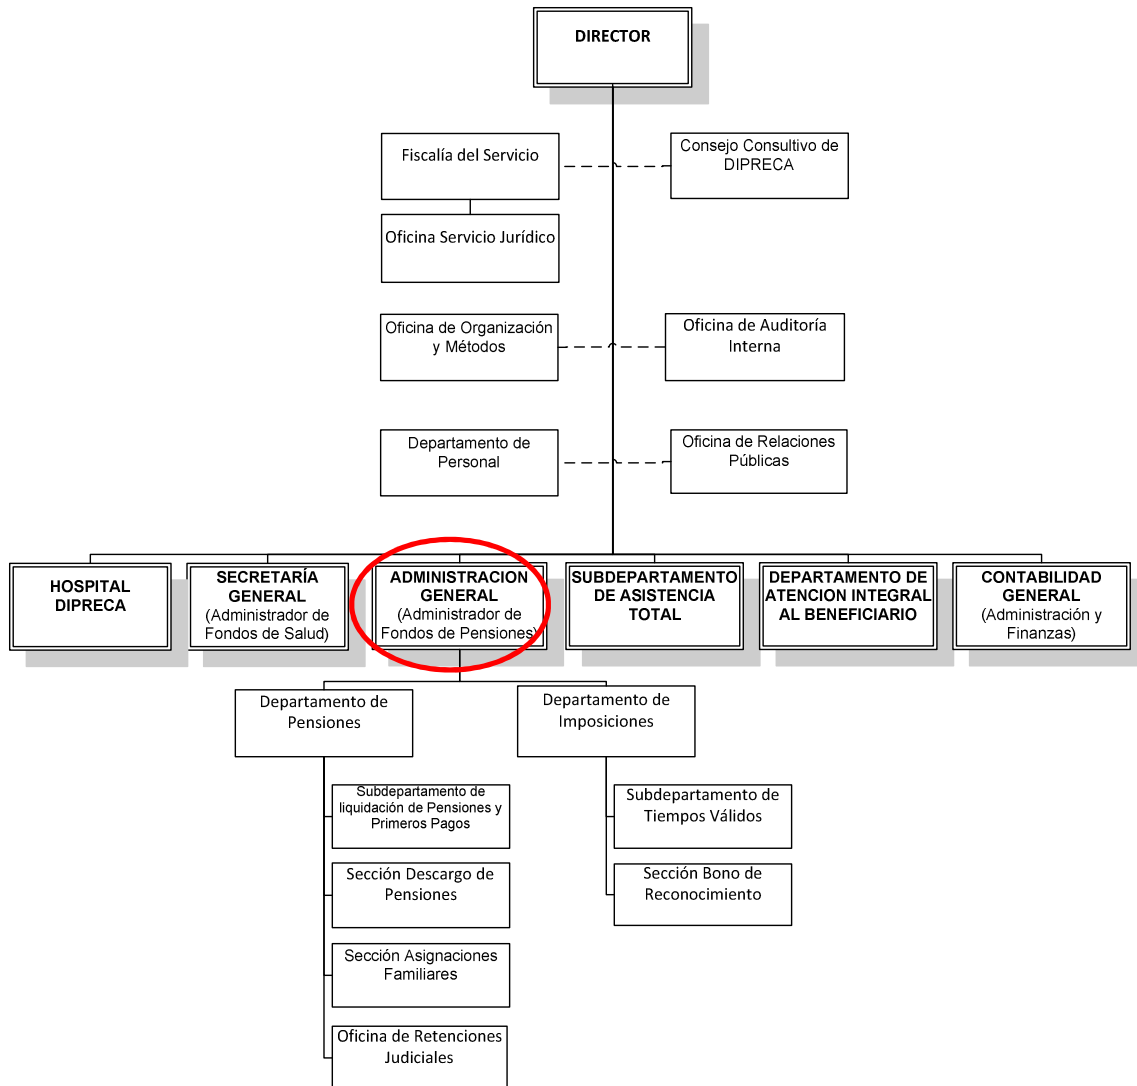 DIRECTOR
Fiscalía del Servicio
Consejo Consultivo de
DIPRECA
Oficina Servicio Jurídico
Oficina de Organización
y Métodos
Oficina de Auditoría
Interna
Departamento de
Personal
Oficina de Relaciones
Públicas
HOSPITAL
DIPRECA
SECRETARÍA
GENERAL
(Administrador de
Fondos de Salud)
ADMINISTRACION
GENERAL
(Administrador de
Fondos de Pensiones)
SUBDEPARTAMENTO
DE ASISTENCIA
TOTAL
DEPARTAMENTO DE
ATENCION INTEGRAL
AL BENEFICIARIO
CONTABILIDAD
GENERAL
(Administración y
Finanzas)
Departamento de
Pensiones
Departamento de
Imposiciones
Subdepartamento de
liquidación de Pensiones y
Primeros Pagos
Sección Descargo de
Pensiones
Sección Asignaciones
Familiares
Oficina de Retenciones
Judiciales
Subdepartamento de
Tiempos Válidos
Sección Bono de
Reconocimiento